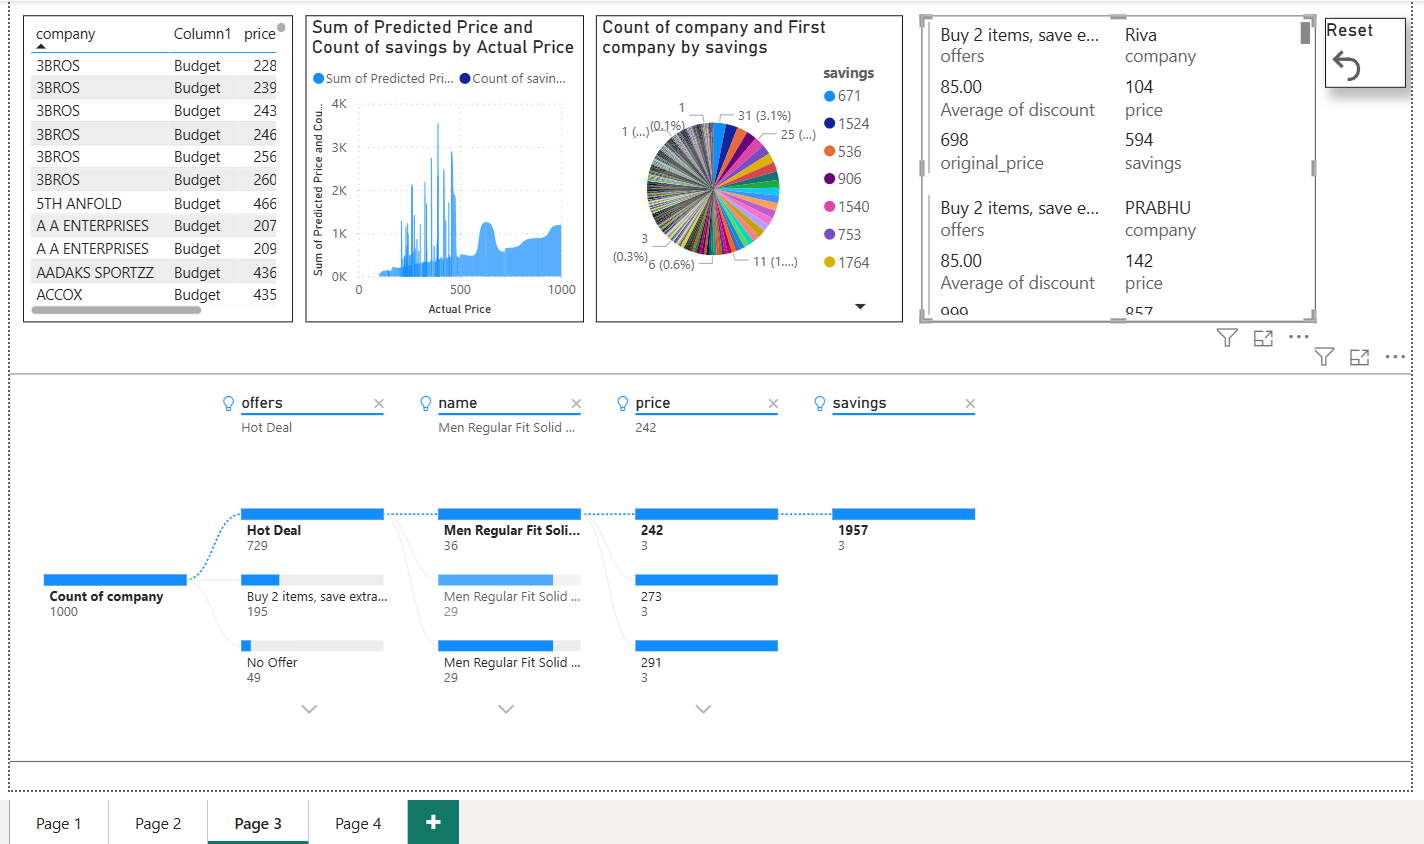 company Column1 price
3BROS Budget 228
3BROS Budget 239
3BROS Budget 243
3BROS Budget 246
3BROS Budget 256
3BROS Budget 260
5TH ANFOLD Budget 466
A A ENTERPRISES Budget 207
A A ENTERPRISES Budget 209
AADAKS SPORTZZ Budget 436
ACCOX Budget 435
Sum of Predicted Price and
Count of savings by Actual Price
Sum of Predicted Pri... Count of savin...
Sum of Predicted Price and Cou...
4K
3K
2K
1K
0K
0 500 1000
Actual Price
Count of company and First
company by savings
1
(0.1%)
1 (...)
31 (3.1%)
25 (...)
3
(0.3%)
6 (0.6%)
11 (1....)
savings
671
1524
536
906
1540
753
1764
Buy 2 items, save e... Riva
offers company
85.00 104
Average of discount price
698 594
original_price savings
Buy 2 items, save e... PRABHU
offers company
85.00 142
Average of discount price
999 857
Reset
offers name price savings
Hot Deal Men Regular Fit Solid ... 242
Count of company
1000
Hot Deal
729
Buy 2 items, save extra...
195
No Offer
49
Men Regular Fit Soli...
36
Men Regular Fit Solid ...
29
Men Regular Fit Solid ...
29
242
3
273
3
291
3
1957
3
Page 1 Page 2 Page 3 Page 4 +